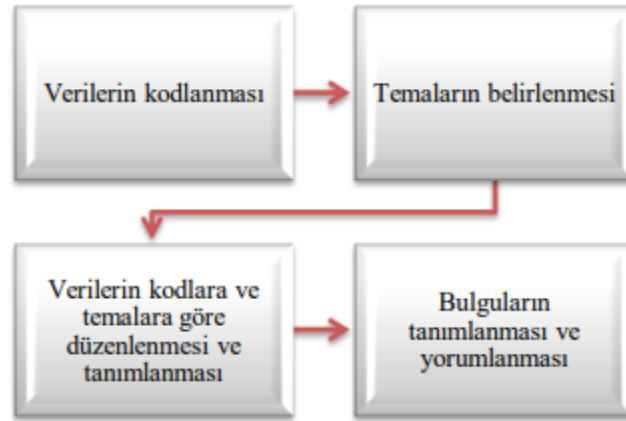 Verilerin kodlanması
Temaların belirlenmesi
Verilerin kodlara ve
temalara göre
düzenlenmesi ve
tanımlanması
Bulguların
tanımlanması ve
yorumlanması